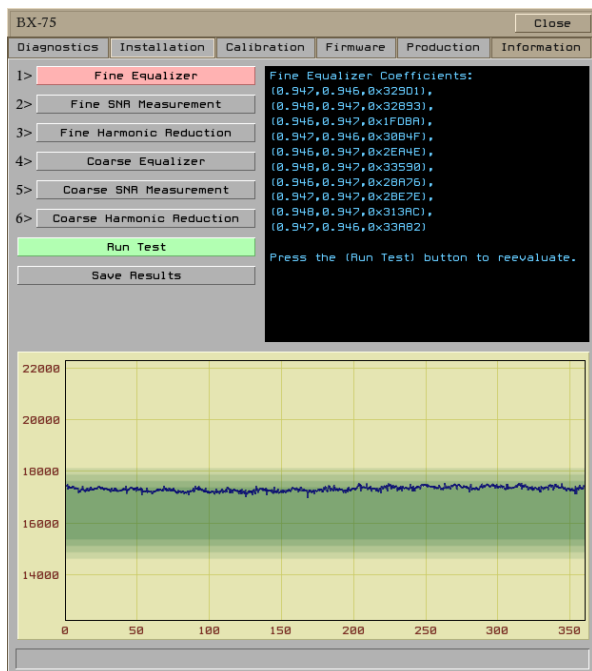 BX-75
Close
Diagnostics Installation Calibration Firmware Production Information
1> Fine Equalizer
2> Fine SNR Measurement
3> Fine Harmonic Reduction
4> Coarse Equalizer
5> Coarse SNR Measurement
6> Coarse Harmonic Reduction
Run Test
Save Results
Fine Equalizer Coefficients:
(0.947,0.946,0x329D1),
(0.948,0.947,0x32893),
(0.946,0.947,0x1FDBA),
(0.947,0.946,0x30B4F),
(0.946,0.947,0x2EA4E),
(0.948,0.947,0x33590),
(0.946,0.947,0x28A76),
(0.947,0.947,0x2BE7E),
(0.948,0.947,0x313AC),
(0.947,0.946,0x33A82)
Press the (Run Test) button to reevaluate.
22000
20000
18000
16000
14000
0 50 100 150 200 250 300 350